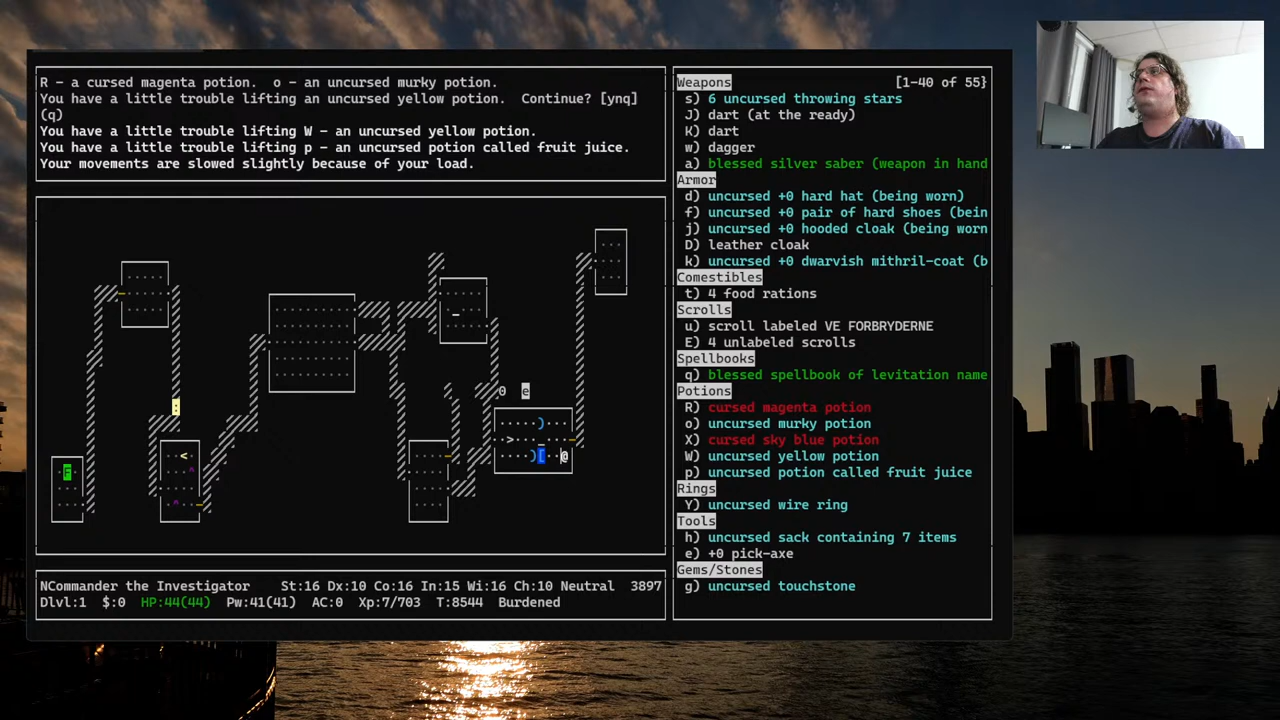 R - a cursed magenta potion.  o - an uncursed murky potion.
You have a little trouble lifting an uncursed yellow potion.  Continue? [ynq]
(q)
You have a little trouble lifting W - an uncursed yellow potion.
You have a little trouble lifting p - an uncursed potion called fruit juice.
Your movements are slowed slightly because of your load.
0 e
NCommander the Investigator St:16 Dx:10 Co:16 In:15 Wi:16 Ch:10 Neutral 3897
Dlvl:1 $:0 HP:44(44) Pw:41(41) AC:0 Xp:7/703 T:8544 Burdened
Weapons [1-40 of 55}
s) 6 uncursed throwing stars
J) dart (at the ready)
K) dart
w) dagger
a) blessed silver saber (weapon in hand
Armor
d) uncursed +0 hard hat (being worn)
f) uncursed +0 pair of hard shoes (bein
j) uncursed +0 hooded cloak (being worn
D) leather cloak
k) uncursed +0 dwarvish mithril-coat (b
Comestibles
t) 4 food rations
Scrolls
u) scroll labeled VE FORBRYDERNE
E) 4 unlabeled scrolls
Spellbooks
q) blessed spellbook of levitation name
Potions
R) cursed magenta potion
o) uncursed murky potion
X) cursed sky blue potion
W) uncursed yellow potion
p) uncursed potion called fruit juice
Rings
Y) uncursed wire ring
Tools
h) uncursed sack containing 7 items
e) +0 pick-axe
Gems/Stones
g) uncursed touchstone